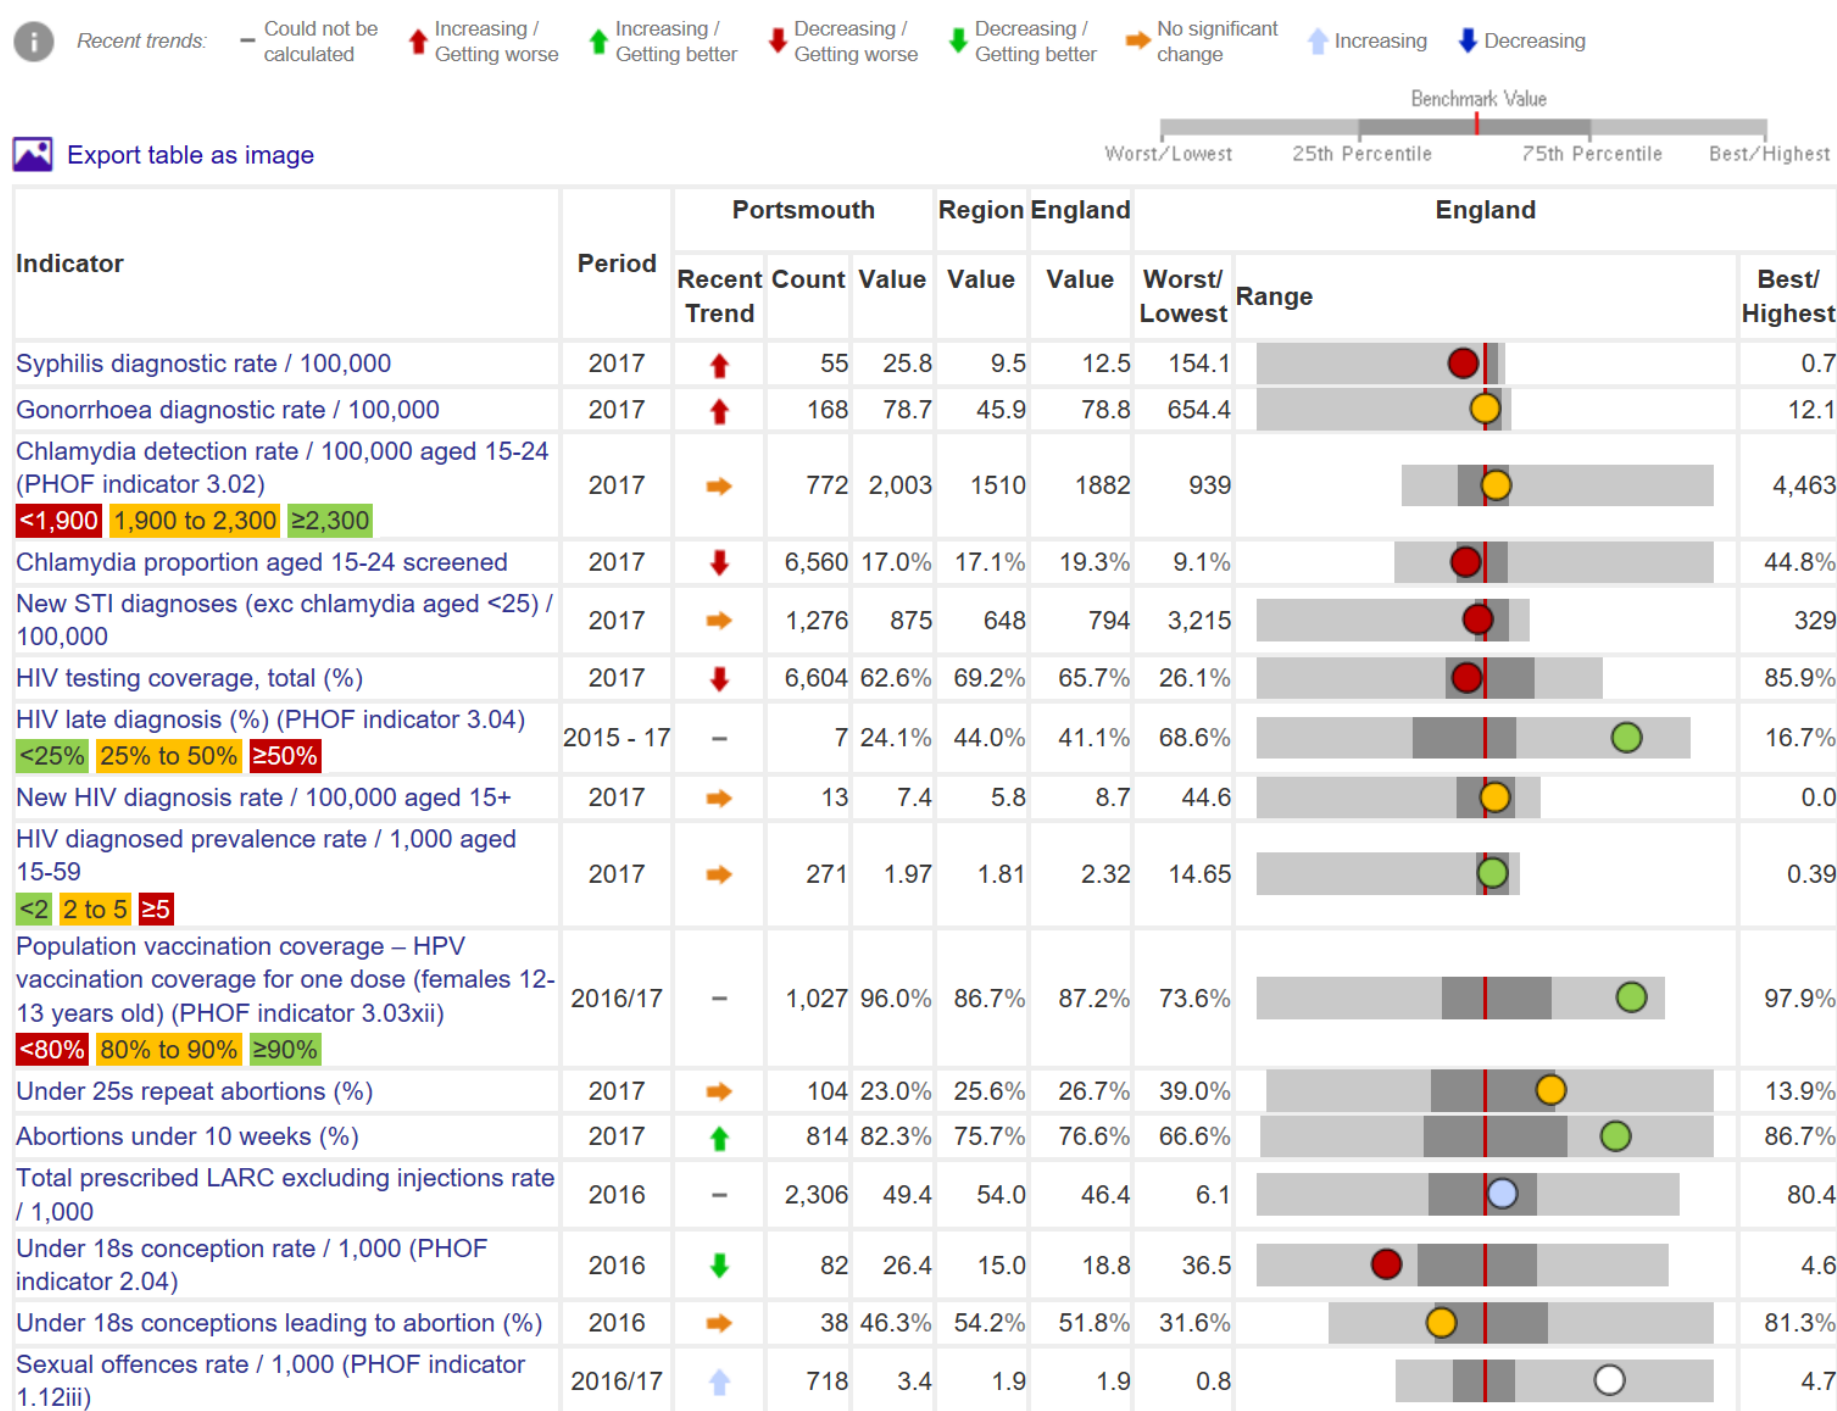 Recent trends:
– Could not be calculated
Increasing / Getting worse
Increasing / Getting better
Decreasing / Getting worse
Decreasing / Getting better
No significant change
Increasing
Decreasing
Benchmark Value
Worst/Lowest 25th Percentile 75th Percentile Best/Highest
Export table as image
Portsmouth Region England England
Indicator Period Recent Trend Count Value Value Value Worst/ Lowest Range Best/ Highest
Syphilis diagnostic rate / 100,000 2017 55 25.8 9.5 12.5 154.1 0.7
Gonorrhoea diagnostic rate / 100,000 2017 168 78.7 45.9 78.8 654.4 12.1
Chlamydia detection rate / 100,000 aged 15-24
(PHOF indicator 3.02) 2017 772 2,003 1510 1882 939 4,463
<1,900 1,900 to 2,300 ≥2,300
Chlamydia proportion aged 15-24 screened 2017 6,560 17.0% 17.1% 19.3% 9.1% 44.8%
New STI diagnoses (exc chlamydia aged <25) /
100,000 2017 1,276 875 648 794 3,215 329
HIV testing coverage, total (%) 2017 6,604 62.6% 69.2% 65.7% 26.1% 85.9%
HIV late diagnosis (%) (PHOF indicator 3.04) 2015 - 17 – 7 24.1% 44.0% 41.1% 68.6% 16.7%
<25% 25% to 50% ≥50%
New HIV diagnosis rate / 100,000 aged 15+ 2017 13 7.4 5.8 8.7 44.6 0.0
HIV diagnosed prevalence rate / 1,000 aged
15-59 2017 271 1.97 1.81 2.32 14.65 0.39
<2 2 to 5 ≥5
Population vaccination coverage – HPV
vaccination coverage for one dose (females 12-
13 years old) (PHOF indicator 3.03xii) 2016/17 – 1,027 96.0% 86.7% 87.2% 73.6% 97.9%
<80% 80% to 90% ≥90%
Under 25s repeat abortions (%) 2017 104 23.0% 25.6% 26.7% 39.0% 13.9%
Abortions under 10 weeks (%) 2017 814 82.3% 75.7% 76.6% 66.6% 86.7%
Total prescribed LARC excluding injections rate
/ 1,000 2016 – 2,306 49.4 54.0 46.4 6.1 80.4
Under 18s conception rate / 1,000 (PHOF
indicator 2.04) 2016 82 26.4 15.0 18.8 36.5 4.6
Under 18s conceptions leading to abortion (%) 2016 38 46.3% 54.2% 51.8% 31.6% 81.3%
Sexual offences rate / 1,000 (PHOF indicator
1.12iii) 2016/17 718 3.4 1.9 1.9 0.8 4.7